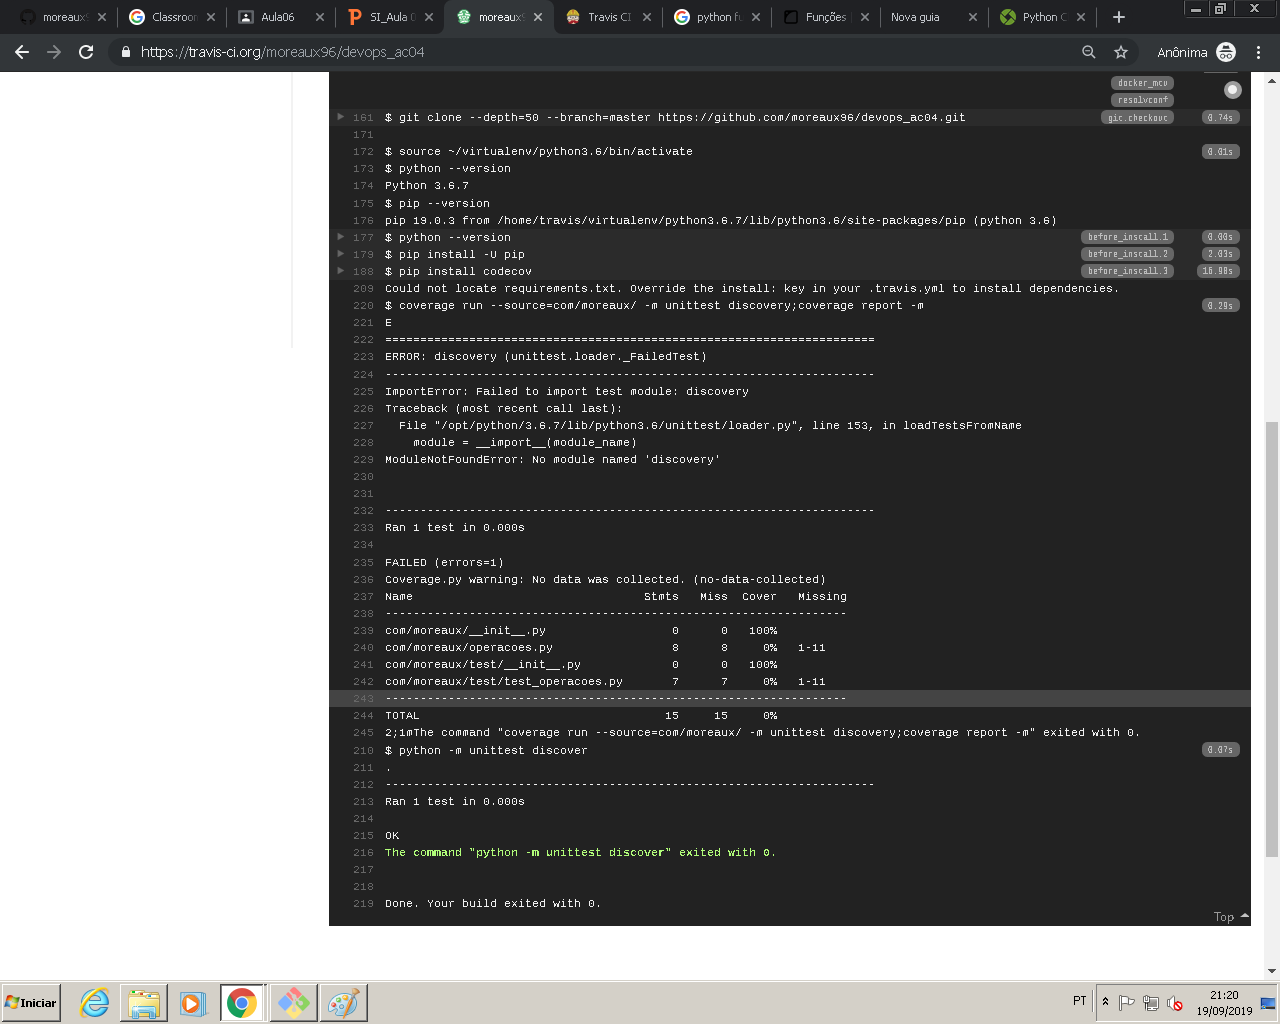 moreaux9
Classroom
Aula06
SI_Aula 0
moreaux9
Travis CI
python fu
Funções
Nova guia
Python C
https://travis-ci.org/moreaux96/devops_ac04
Anônima
docker_mtu
resolvconf
161 $ git clone --depth=50 --branch=master https://github.com/moreaux96/devops_ac04.git git.checkout 0.74s
171
172 $ source ~/virtualenv/python3.6/bin/activate 0.01s
173 $ python --version
174 Python 3.6.7
175 $ pip --version
176 pip 19.0.3 from /home/travis/virtualenv/python3.6.7/lib/python3.6/site-packages/pip (python 3.6)
177 $ python --version before_install.1 0.00s
179 $ pip install -U pip before_install.2 2.03s
188 $ pip install codecov before_install.3 16.98s
209 Could not locate requirements.txt. Override the install: key in your .travis.yml to install dependencies.
220 $ coverage run --source=com/moreaux/ -m unittest discovery;coverage report -m 0.29s
221 E
222 ======================================================================
223 ERROR: discovery (unittest.loader._FailedTest)
224 ----------------------------------------------------------------------
225 ImportError: Failed to import test module: discovery
226 Traceback (most recent call last):
227 File "/opt/python/3.6.7/lib/python3.6/unittest/loader.py", line 153, in loadTestsFromName
228 module = __import__(module_name)
229 ModuleNotFoundError: No module named 'discovery'
230
231
232 ----------------------------------------------------------------------
233 Ran 1 test in 0.000s
234
235 FAILED (errors=1)
236 Coverage.py warning: No data was collected. (no-data-collected)
237 Name Stmts Miss Cover Missing
238 ------------------------------------------------------------------
239 com/moreaux/__init__.py 0 0 100%
240 com/moreaux/operacoes.py 8 8 0% 1-11
241 com/moreaux/test/__init__.py 0 0 100%
242 com/moreaux/test/test_operacoes.py 7 7 0% 1-11
243 ------------------------------------------------------------------
244 TOTAL 15 15 0%
245 2;1mThe command "coverage run --source=com/moreaux/ -m unittest discovery;coverage report -m" exited with 0.
210 $ python -m unittest discover 0.07s
211 .
212 ----------------------------------------------------------------------
213 Ran 1 test in 0.000s
214
215 OK
216 The command "python -m unittest discover" exited with 0.
217
218
219 Done. Your build exited with 0.
Top
Iniciar
PT
21:20
19/09/2019